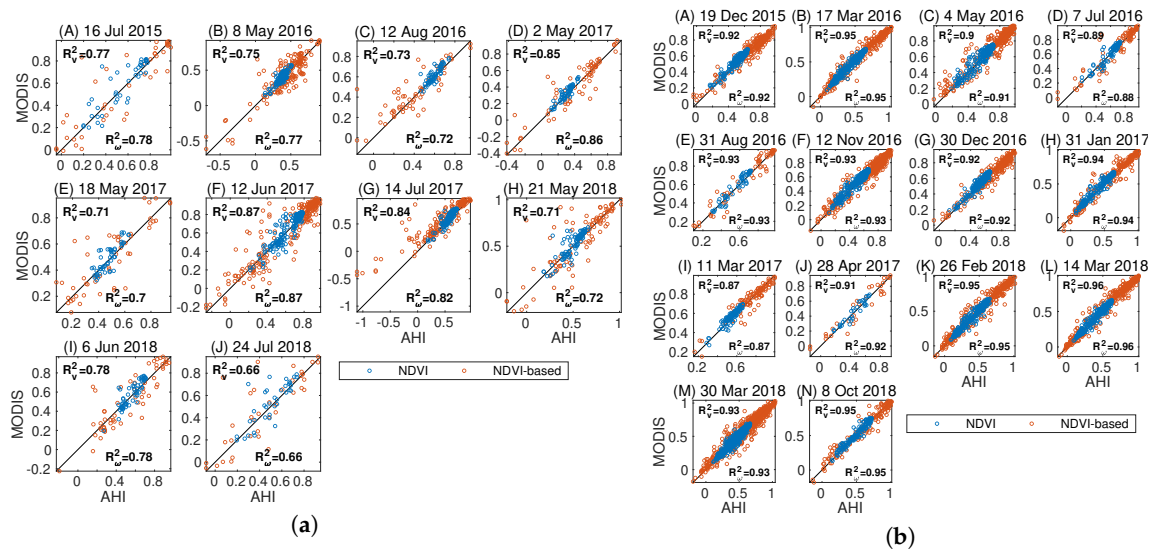 (A) 16 Jul 2015 (B) 8 May 2016 (C) 12 Aug 2016 (D) 2 May 2017
R²v=0.77 R²v=0.75 R²v=0.73 R²v=0.85
R²ω=0.78 R²ω=0.77 R²ω=0.72 R²ω=0.86
MODIS
(E) 18 May 2017 (F) 12 Jun 2017 (G) 14 Jul 2017 (H) 21 May 2018
R²v=0.71 R²v=0.87 R²v=0.84 R²v=0.71
R²ω=0.7 R²ω=0.87 R²ω=0.82 R²ω=0.72
MODIS
AHI AHI
(I) 6 Jun 2018 (J) 24 Jul 2018
R²v=0.78 R²v=0.66
R²ω=0.78 R²ω=0.66
MODIS
AHI AHI
NDVI NDVI-based
(a)
(A) 19 Dec 2015 (B) 17 Mar 2016 (C) 4 May 2016 (D) 7 Jul 2016
R²v=0.92 R²v=0.95 R²v=0.9 R²v=0.89
R²ω=0.92 R²ω=0.95 R²ω=0.91 R²ω=0.88
MODIS
(E) 31 Aug 2016 (F) 12 Nov 2016 (G) 30 Dec 2016 (H) 31 Jan 2017
R²v=0.93 R²v=0.93 R²v=0.92 R²v=0.94
R²ω=0.93 R²ω=0.93 R²ω=0.92 R²ω=0.94
MODIS
(I) 11 Mar 2017 (J) 28 Apr 2017 (K) 26 Feb 2018 (L) 14 Mar 2018
R²v=0.87 R²v=0.91 R²v=0.95 R²v=0.96
R²ω=0.87 R²ω=0.92 R²ω=0.95 R²ω=0.96
MODIS
AHI AHI
(M) 30 Mar 2018 (N) 8 Oct 2018
R²v=0.93 R²v=0.95
R²ω=0.93 R²ω=0.95
MODIS
AHI AHI
NDVI NDVI-based
(b)